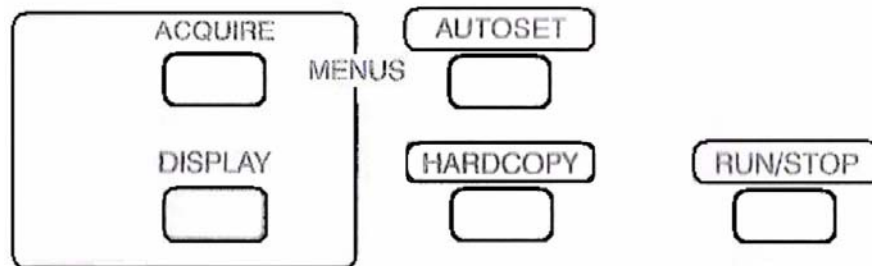 ACQUIRE
AUTOSET
MENUS
DISPLAY
HARDCOPY
RUN/STOP